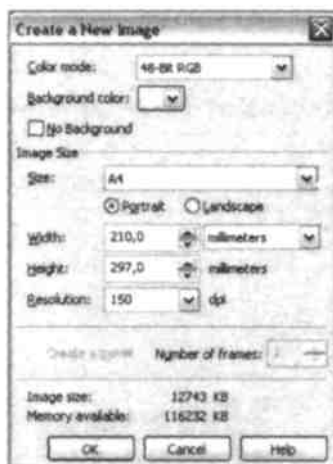 Create a New Image
Color mode: 48-Bit RGB
Background color:
No Background
Image Size
Size: A4
Portrait Landscape
Width: 210,0 millimeters
Height: 297,0 millimeters
Resolution: 150 dpi
Create a Number of frames:
Image size: 12743 KB
Memory available: 116232 KB
OK Cancel Help